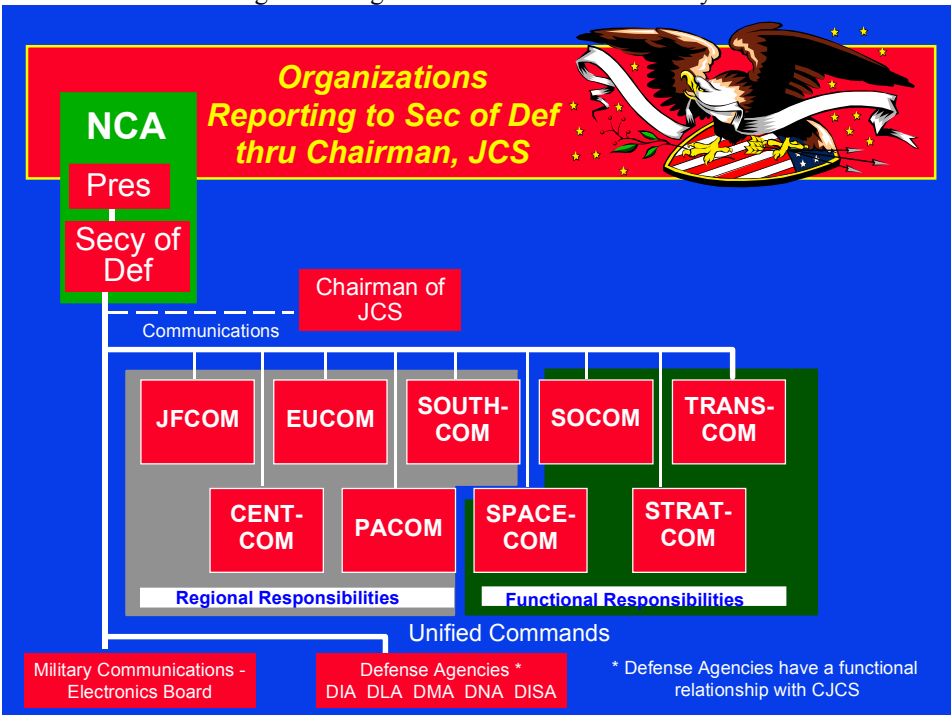 Organizations
Reporting to Sec of Def
thru Chairman, JCS
NCA
Pres
Secy of
Def
Chairman of
JCS
Communications
JFCOM
EUCOM
SOUTH-
COM
SOCOM
TRANS-
COM
CENT-
COM
PACOM
SPACE-
COM
STRAT-
COM
Regional Responsibilities
Functional Responsibilities
Unified Commands
Military Communications -
Electronics Board
Defense Agencies *
DIA DLA DMA DNA DISA
* Defense Agencies have a functional
relationship with CJCS